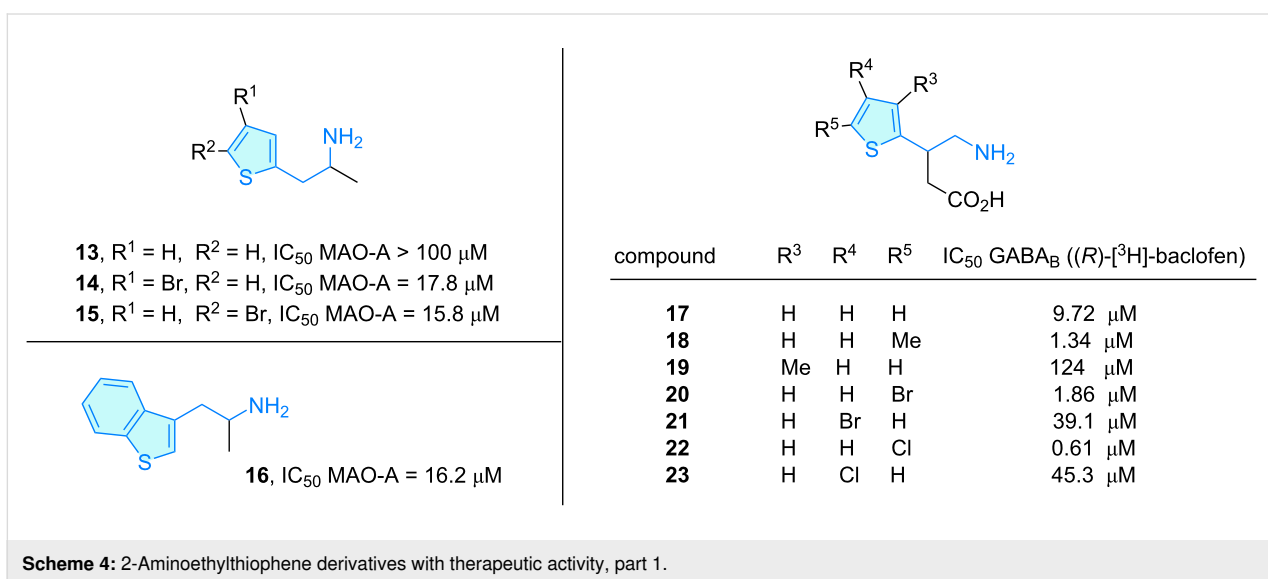 R¹
R²
S
NH₂
13, R¹ = H, R² = H, IC₅₀ MAO-A > 100 μM
14, R¹ = Br, R² = H, IC₅₀ MAO-A = 17.8 μM
15, R¹ = H, R² = Br, IC₅₀ MAO-A = 15.8 μM
NH₂
S
16, IC₅₀ MAO-A = 16.2 μM
R⁴
R³
R⁵
S
NH₂
CO₂H
compound R³ R⁴ R⁵ IC₅₀ GABA_B ((R)-[³H]-baclofen)
17 H H H 9.72 μM
18 H H Me 1.34 μM
19 Me H H 124 μM
20 H H Br 1.86 μM
21 H Br H 39.1 μM
22 H H Cl 0.61 μM
23 H Cl H 45.3 μM
Scheme 4: 2-Aminoethylthiophene derivatives with therapeutic activity, part 1.